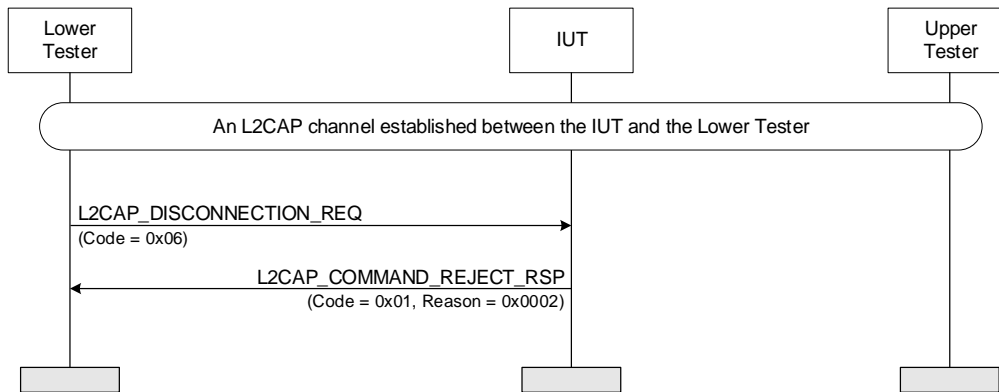 Lower
Tester
IUT
Upper
Tester
An L2CAP channel established between the IUT and the Lower Tester
L2CAP_DISCONNECTION_REQ
(Code = 0x06)
L2CAP_COMMAND_REJECT_RSP
(Code = 0x01, Reason = 0x0002)